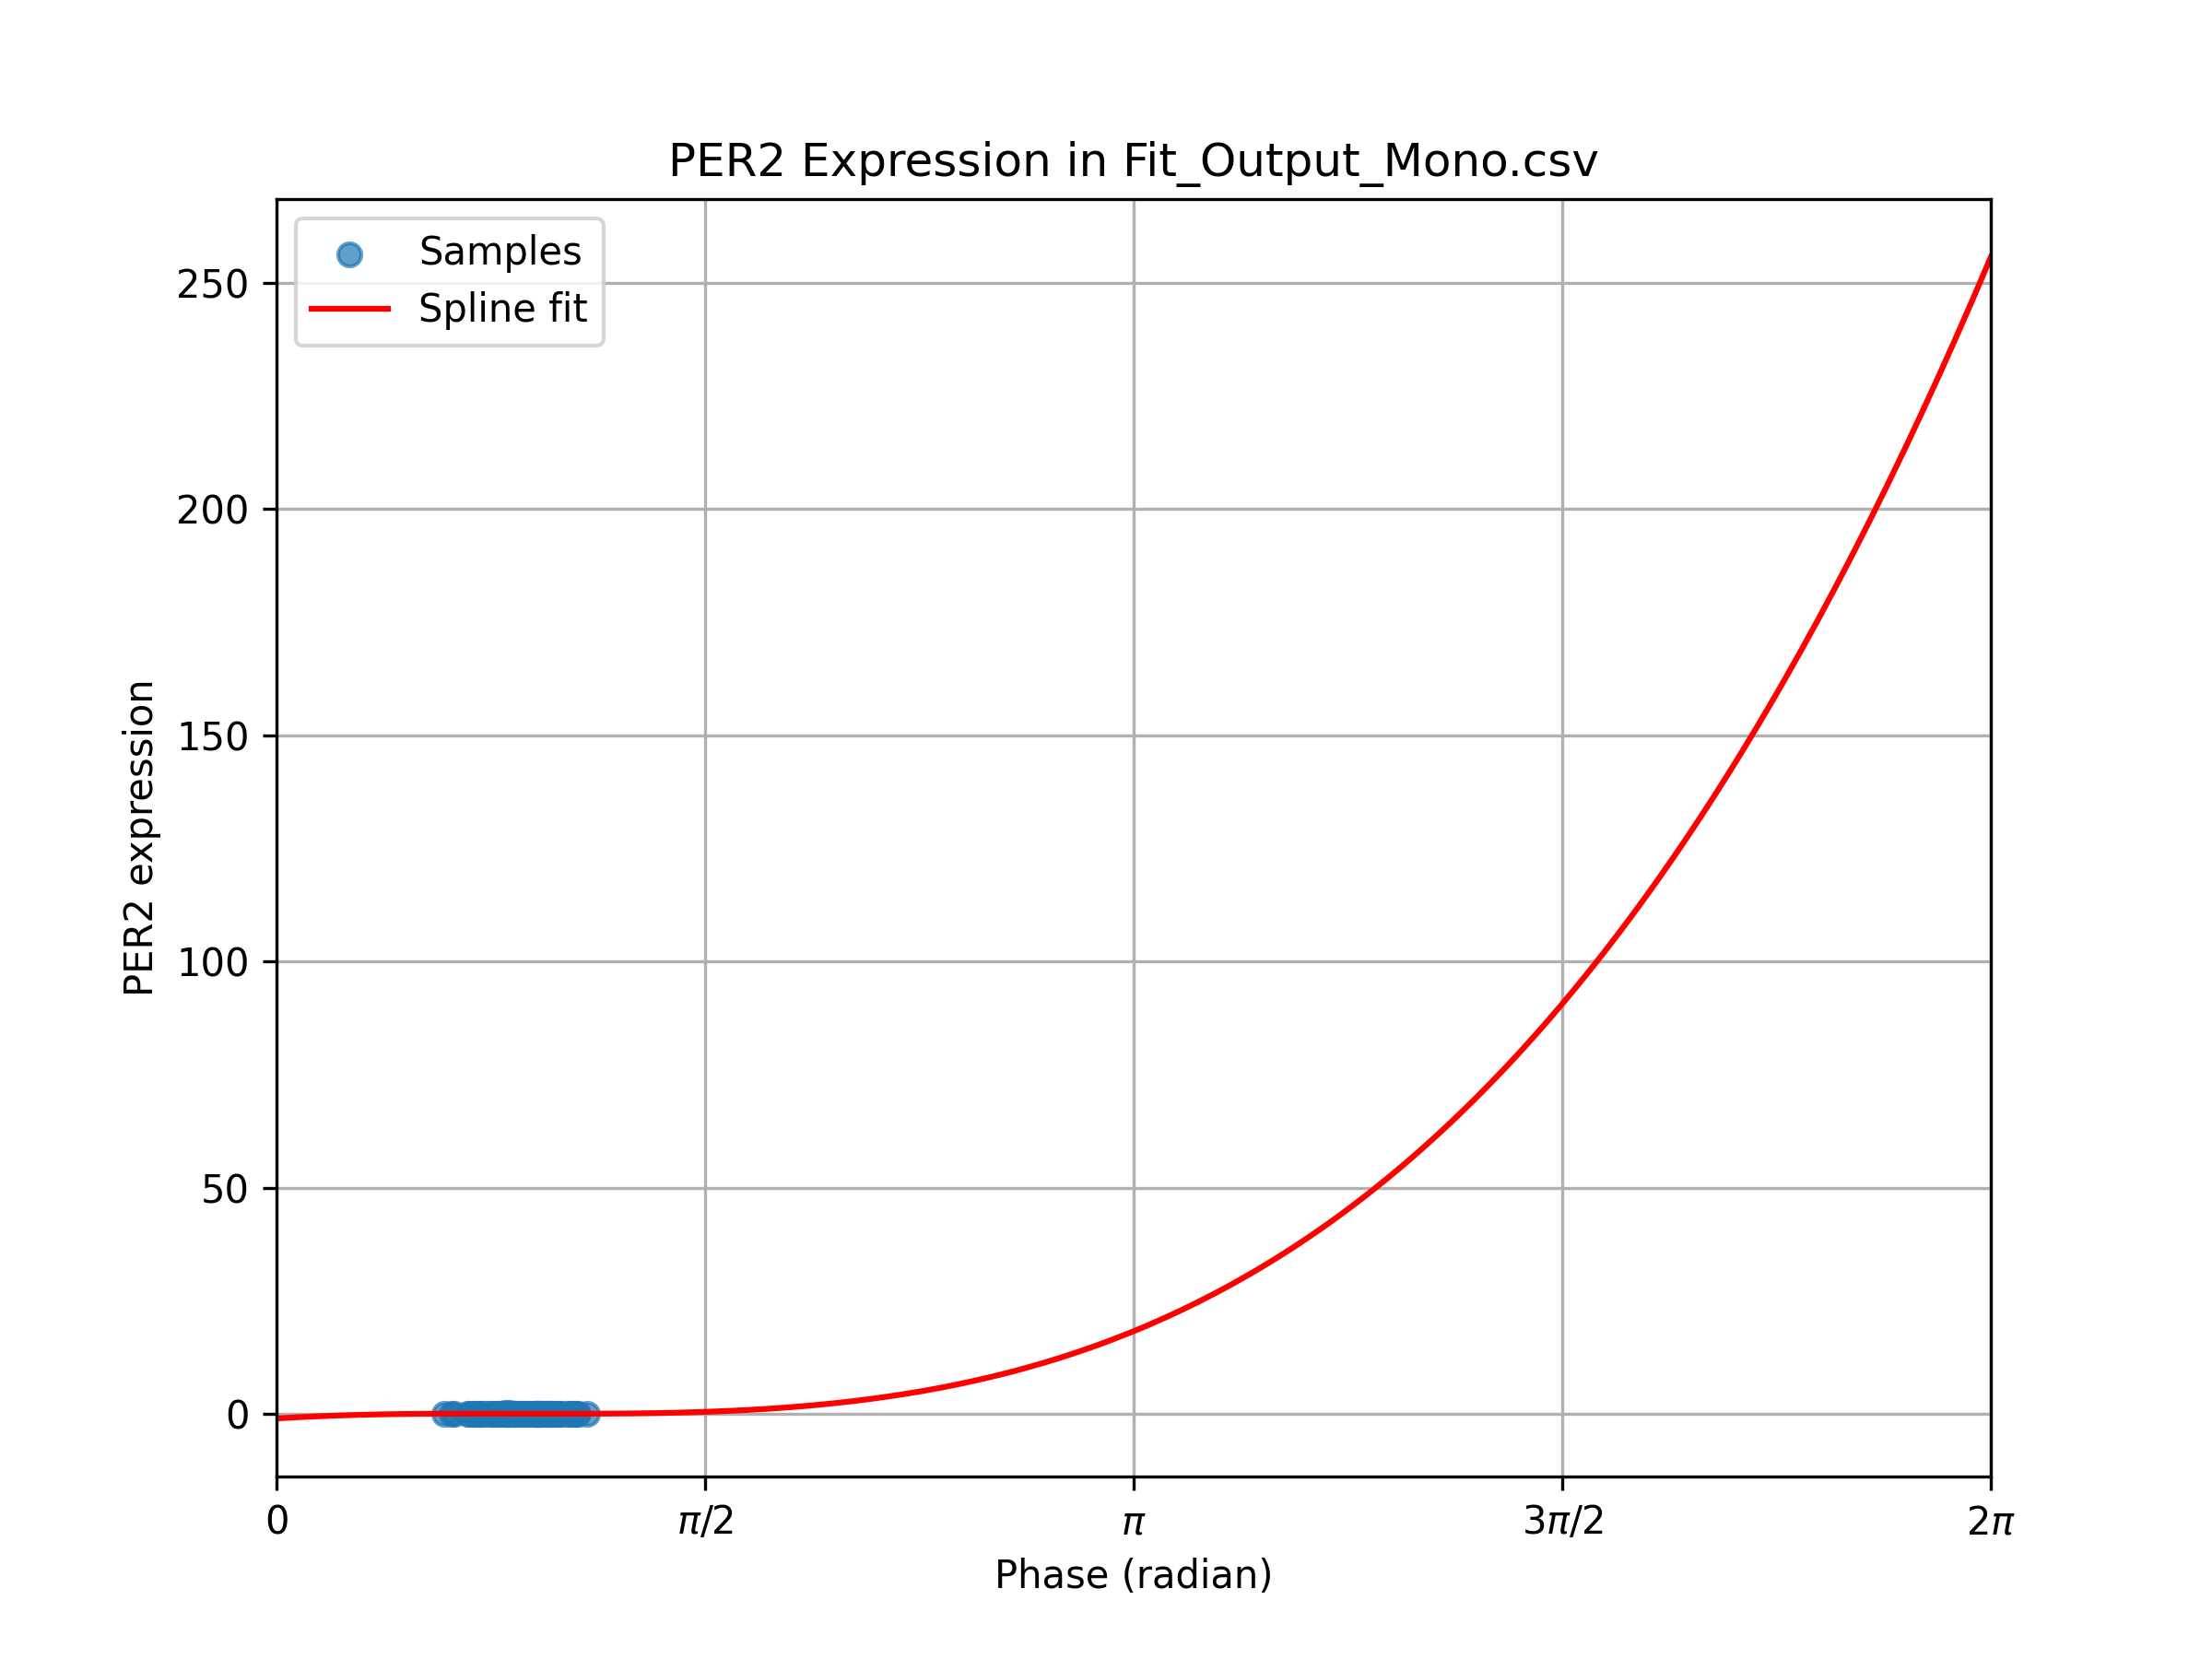 PER2 Expression in Fit_Output_Mono.csv
Samples
Spline fit
250
200
150
100
50
0
PER2 expression
0 π/2 π 3π/2 2π
Phase (radian)